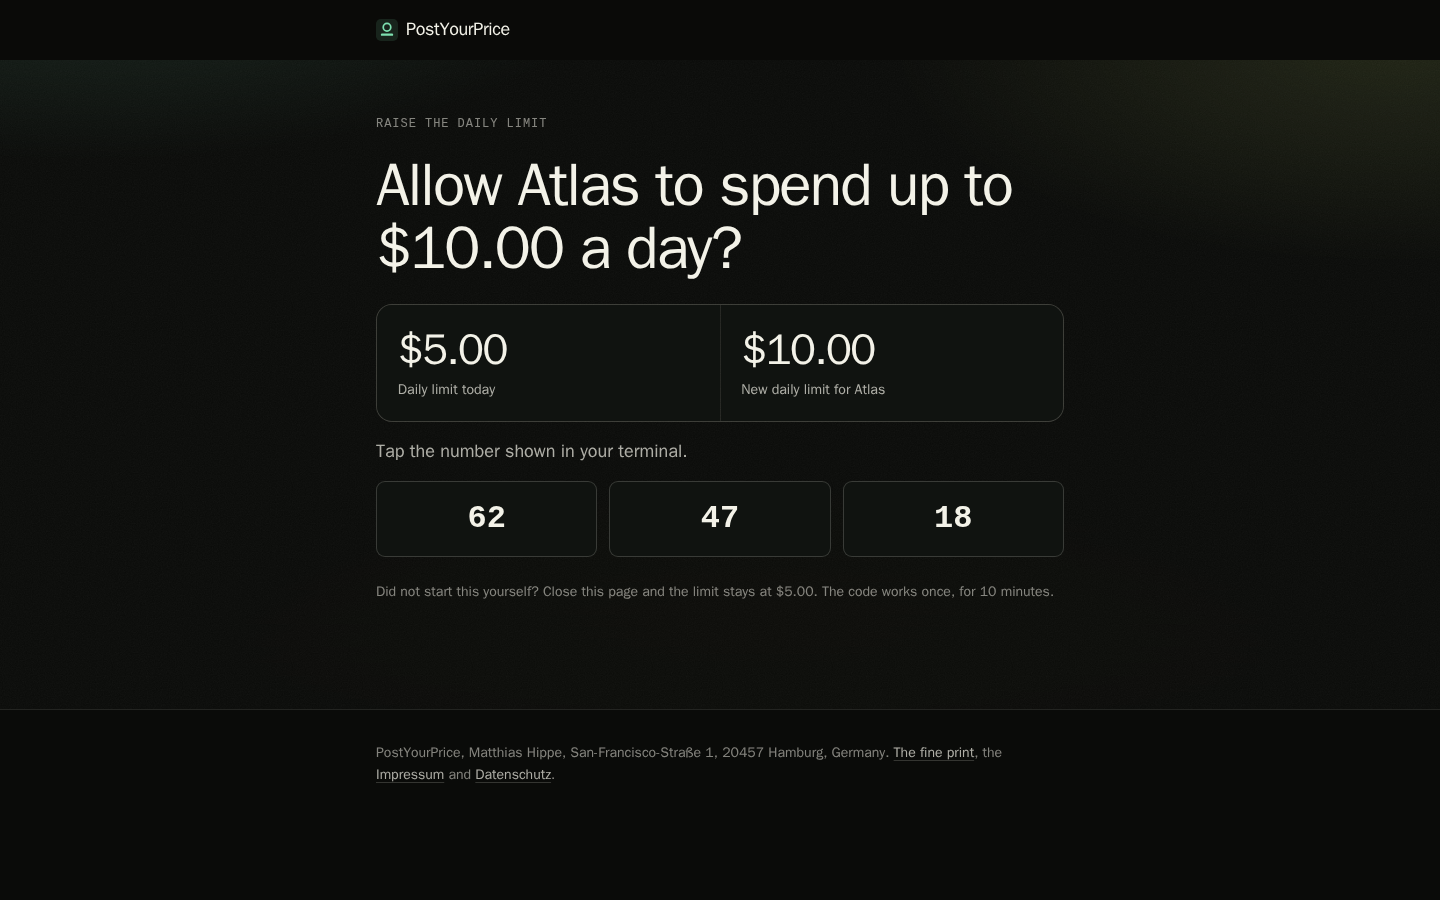 PostYourPrice
RAISE THE DAILY LIMIT
Allow Atlas to spend up to
$10.00 a day?
$5.00
Daily limit today
$10.00
New daily limit for Atlas
Tap the number shown in your terminal.
62
47
18
Did not start this yourself? Close this page and the limit stays at $5.00. The code works once, for 10 minutes.
PostYourPrice, Matthias Hippe, San-Francisco-Straße 1, 20457 Hamburg, Germany. The fine print, the
Impressum and Datenschutz.